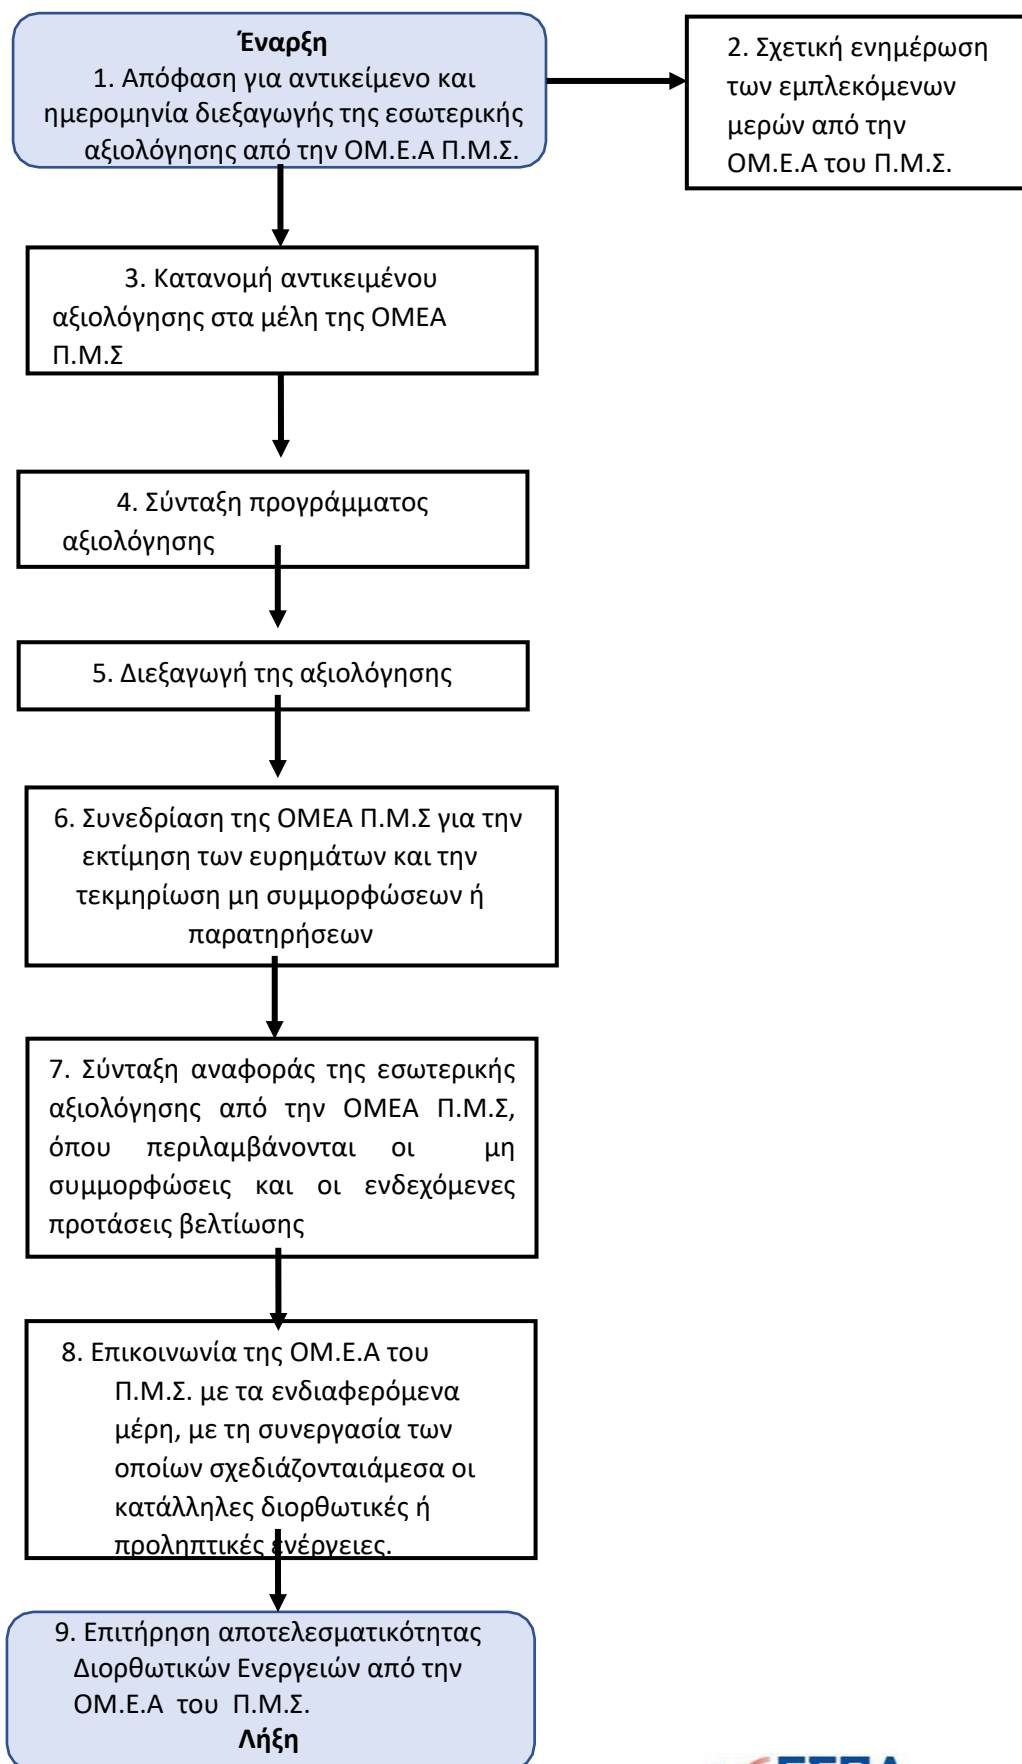 Έναρξη
1. Απόφαση για αντικείμενο και
ημερομηνία διεξαγωγής της εσωτερικής
αξιολόγησης από την ΟΜ.Ε.Α Π.Μ.Σ.
2. Σχετική ενημέρωση
των εμπλεκόμενων
μερών από την
ΟΜ.Ε.Α του Π.Μ.Σ.
3. Κατανομή αντικειμένου
αξιολόγησης στα μέλη της ΟΜΕΑ
Π.Μ.Σ
4. Σύνταξη προγράμματος
αξιολόγησης
5. Διεξαγωγή της αξιολόγησης
6. Συνεδρίαση της ΟΜΕΑ Π.Μ.Σ για την
εκτίμηση των ευρημάτων και την
τεκμηρίωση μη συμμορφώσεων ή
παρατηρήσεων
7. Σύνταξη αναφοράς της εσωτερικής
αξιολόγησης από την ΟΜΕΑ Π.Μ.Σ,
όπου περιλαμβάνονται οι μη
συμμορφώσεις και οι ενδεχόμενες
προτάσεις βελτίωσης
8. Επικοινωνία της ΟΜ.Ε.Α του
Π.Μ.Σ. με τα ενδιαφερόμενα
μέρη, με τη συνεργασία των
οποίων σχεδιάζονταιάμεσα οι
κατάλληλες διορθωτικές ή
προληπτικές ενέργειες.
9. Επιτήρηση αποτελεσματικότητας
Διορθωτικών Ενεργειών από την
ΟΜ.Ε.Α του Π.Μ.Σ.
Λήξη
ΕΣΠΑ